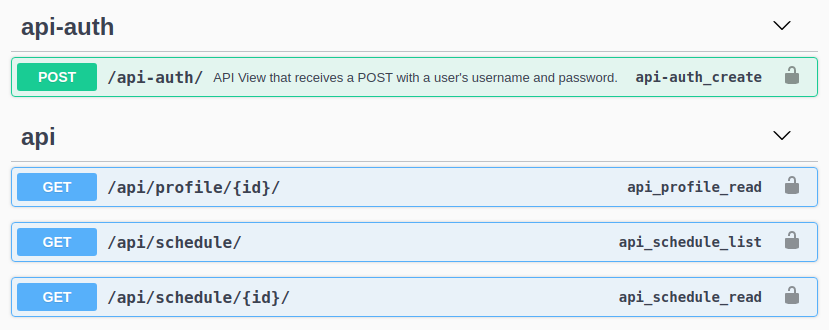 api-auth
POST /api-auth/ API View that receives a POST with a user's username and password. api-auth_create
api
GET /api/profile/{id}/ api_profile_read
GET /api/schedule/ api_schedule_list
GET /api/schedule/{id}/ api_schedule_read